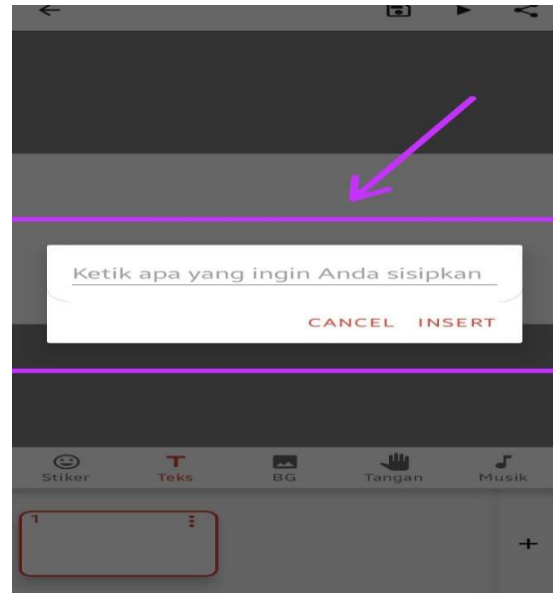 Ketik apa yang ingin Anda sisipkan
CANCEL INSERT
Stiker Teks BG Tangan Musik
1